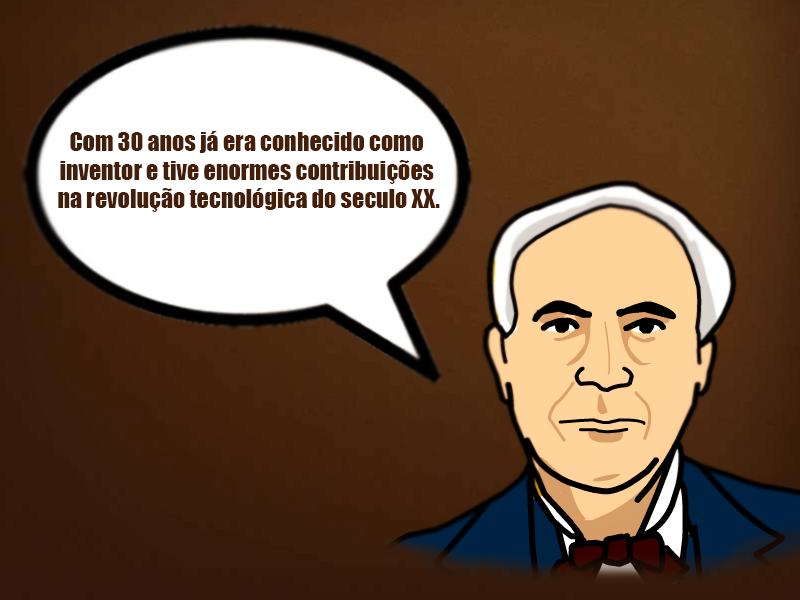 Com 30 anos já era conhecido como
inventor e tive enormes contribuições
na revolução tecnológica do seculo XX.